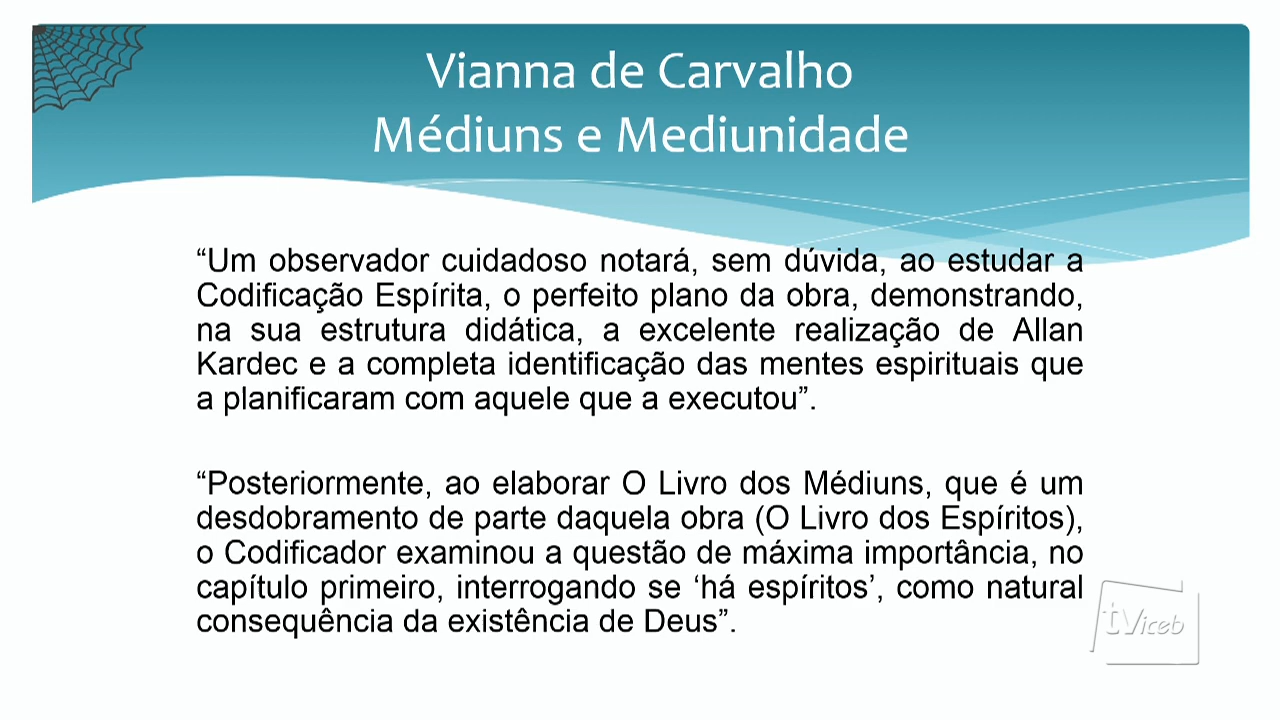 Vianna de Carvalho
Médiuns e Mediunidade
“Um observador cuidadoso notará, sem dúvida, ao estudar a
Codificação Espírita, o perfeito plano da obra, demonstrando,
na sua estrutura didática, a excelente realização de Allan
Kardec e a completa identificação das mentes espirituais que
a planificaram com aquele que a executou”.
“Posteriormente, ao elaborar O Livro dos Médiuns, que é um
desdobramento de parte daquela obra (O Livro dos Espíritos),
o Codificador examinou a questão de máxima importância, no
capítulo primeiro, interrogando se ‘há espíritos’, como natural
consequência da existência de Deus”.
tViceb